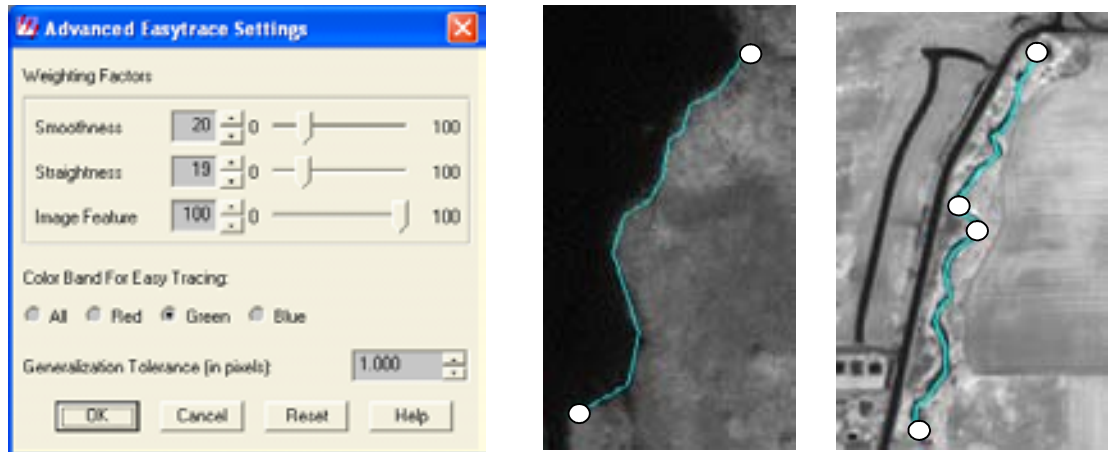 Advanced Easytrace Settings
Weighting Factors
Smoothness 20 0 100
Straightness 19 0 100
Image Feature 100 0 100
Color Band For Easy Tracing:
All Red Green Blue
Generalization Tolerance (in pixels): 1.000
OK Cancel Reset Help